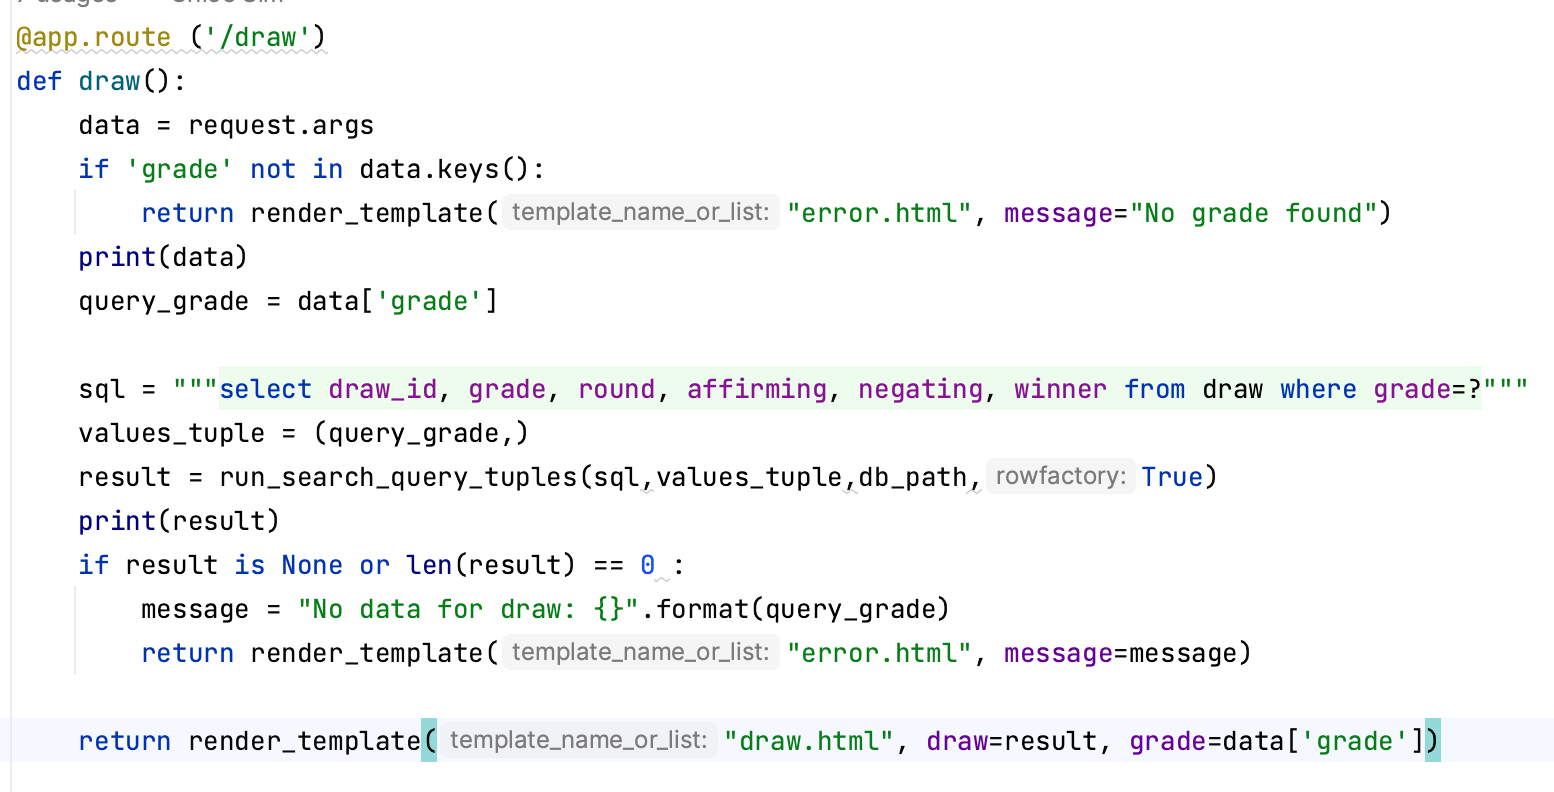 @app.route ('/draw')
def draw():
    data = request.args
    if 'grade' not in data.keys():
        return render_template( template_name_or_list: "error.html", message="No grade found")
    print(data)
    query_grade = data['grade']

    sql = """select draw_id, grade, round, affirming, negating, winner from draw where grade=?"""
    values_tuple = (query_grade,)
    result = run_search_query_tuples(sql,values_tuple,db_path, rowfactory: True)
    print(result)
    if result is None or len(result) == 0 :
        message = "No data for draw: {}".format(query_grade)
        return render_template( template_name_or_list: "error.html", message=message)

    return render_template( template_name_or_list: "draw.html", draw=result, grade=data['grade'])